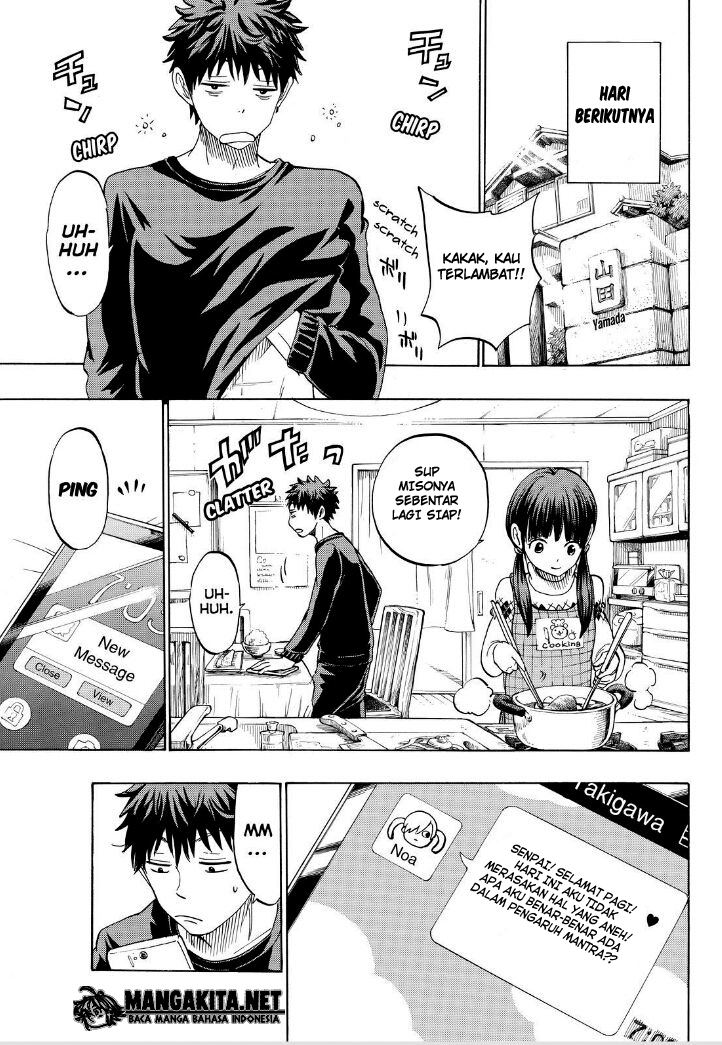 HARI
BERIKUTNYA
KAKAK, KAU
TERLAMBAT!!
山田
Yamada
チュン
CHIRP
チュン
CHIRP
scratch
scratch
ボリ
ボリ
UH-
HUH
...
SUP
MISONYA
SEBENTAR
LAGI SIAP!
cooking
ガタッ
CLATTER
UH-
HUH.
PING
New
Message
Close
View
Takigawa
Noa
SENPAI! SELAMAT PAGI!
HARI INI AKU TIDAK
MERASAKAN HAL YANG ANEH!
APA AKU BENAR-BENAR ADA
DALAM PENGARUH MANTRA??
♥
MM
...
MANGAKITA.NET
BACA MANGA BAHASA INDONESIA